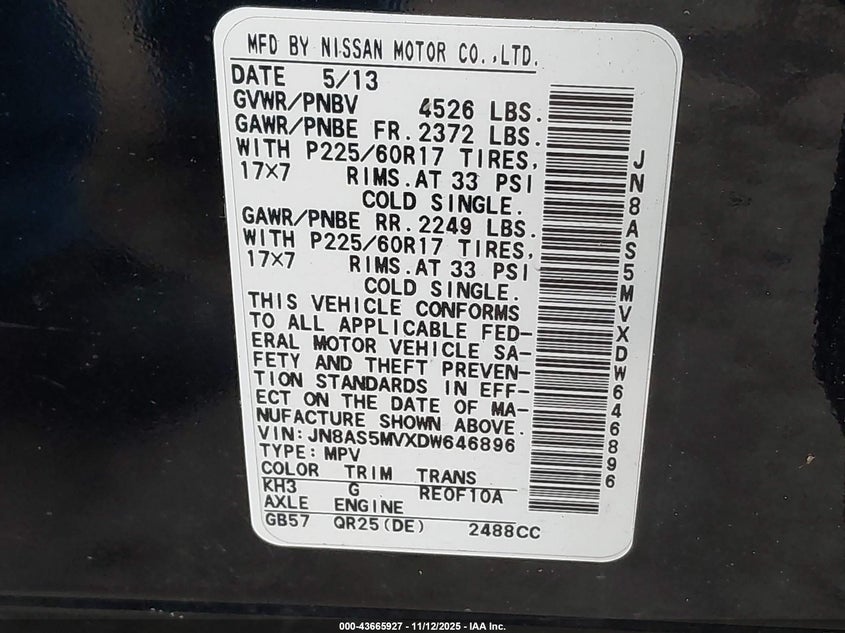 MFD BY NISSAN MOTOR CO.,LTD.
DATE 5/13
GVWR/PNBV 4526 LBS.
GAWR/PNBE FR.2372 LBS.
WITH P225/60R17 TIRES,
17×7 RIMS.AT 33 PSI
COLD SINGLE.
GAWR/PNBE RR.2249 LBS.
WITH P225/60R17 TIRES,
17×7 RIMS.AT 33 PSI
COLD SINGLE.
THIS VEHICLE CONFORMS
TO ALL APPLICABLE FED-
ERAL MOTOR VEHICLE SA-
FETY AND THEFT PREVEN-
TION STANDARDS IN EFF-
ECT ON THE DATE OF MA-
NUFACTURE SHOWN ABOVE.
VIN:JN8AS5MVXDW646896
TYPE:MPV
COLOR TRIM TRANS
KH3 G RE0F10A
AXLE ENGINE
GB57 QR25(DE) 2488CC
JN8AS5MVXDW646896
000-43665927 - 11/12/2025 - IAA Inc.